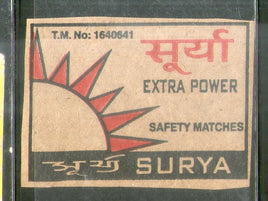 T.M. No: 1640641
सूर्या
EXTRA POWER
SAFETY MATCHES
सूर्या SURYA